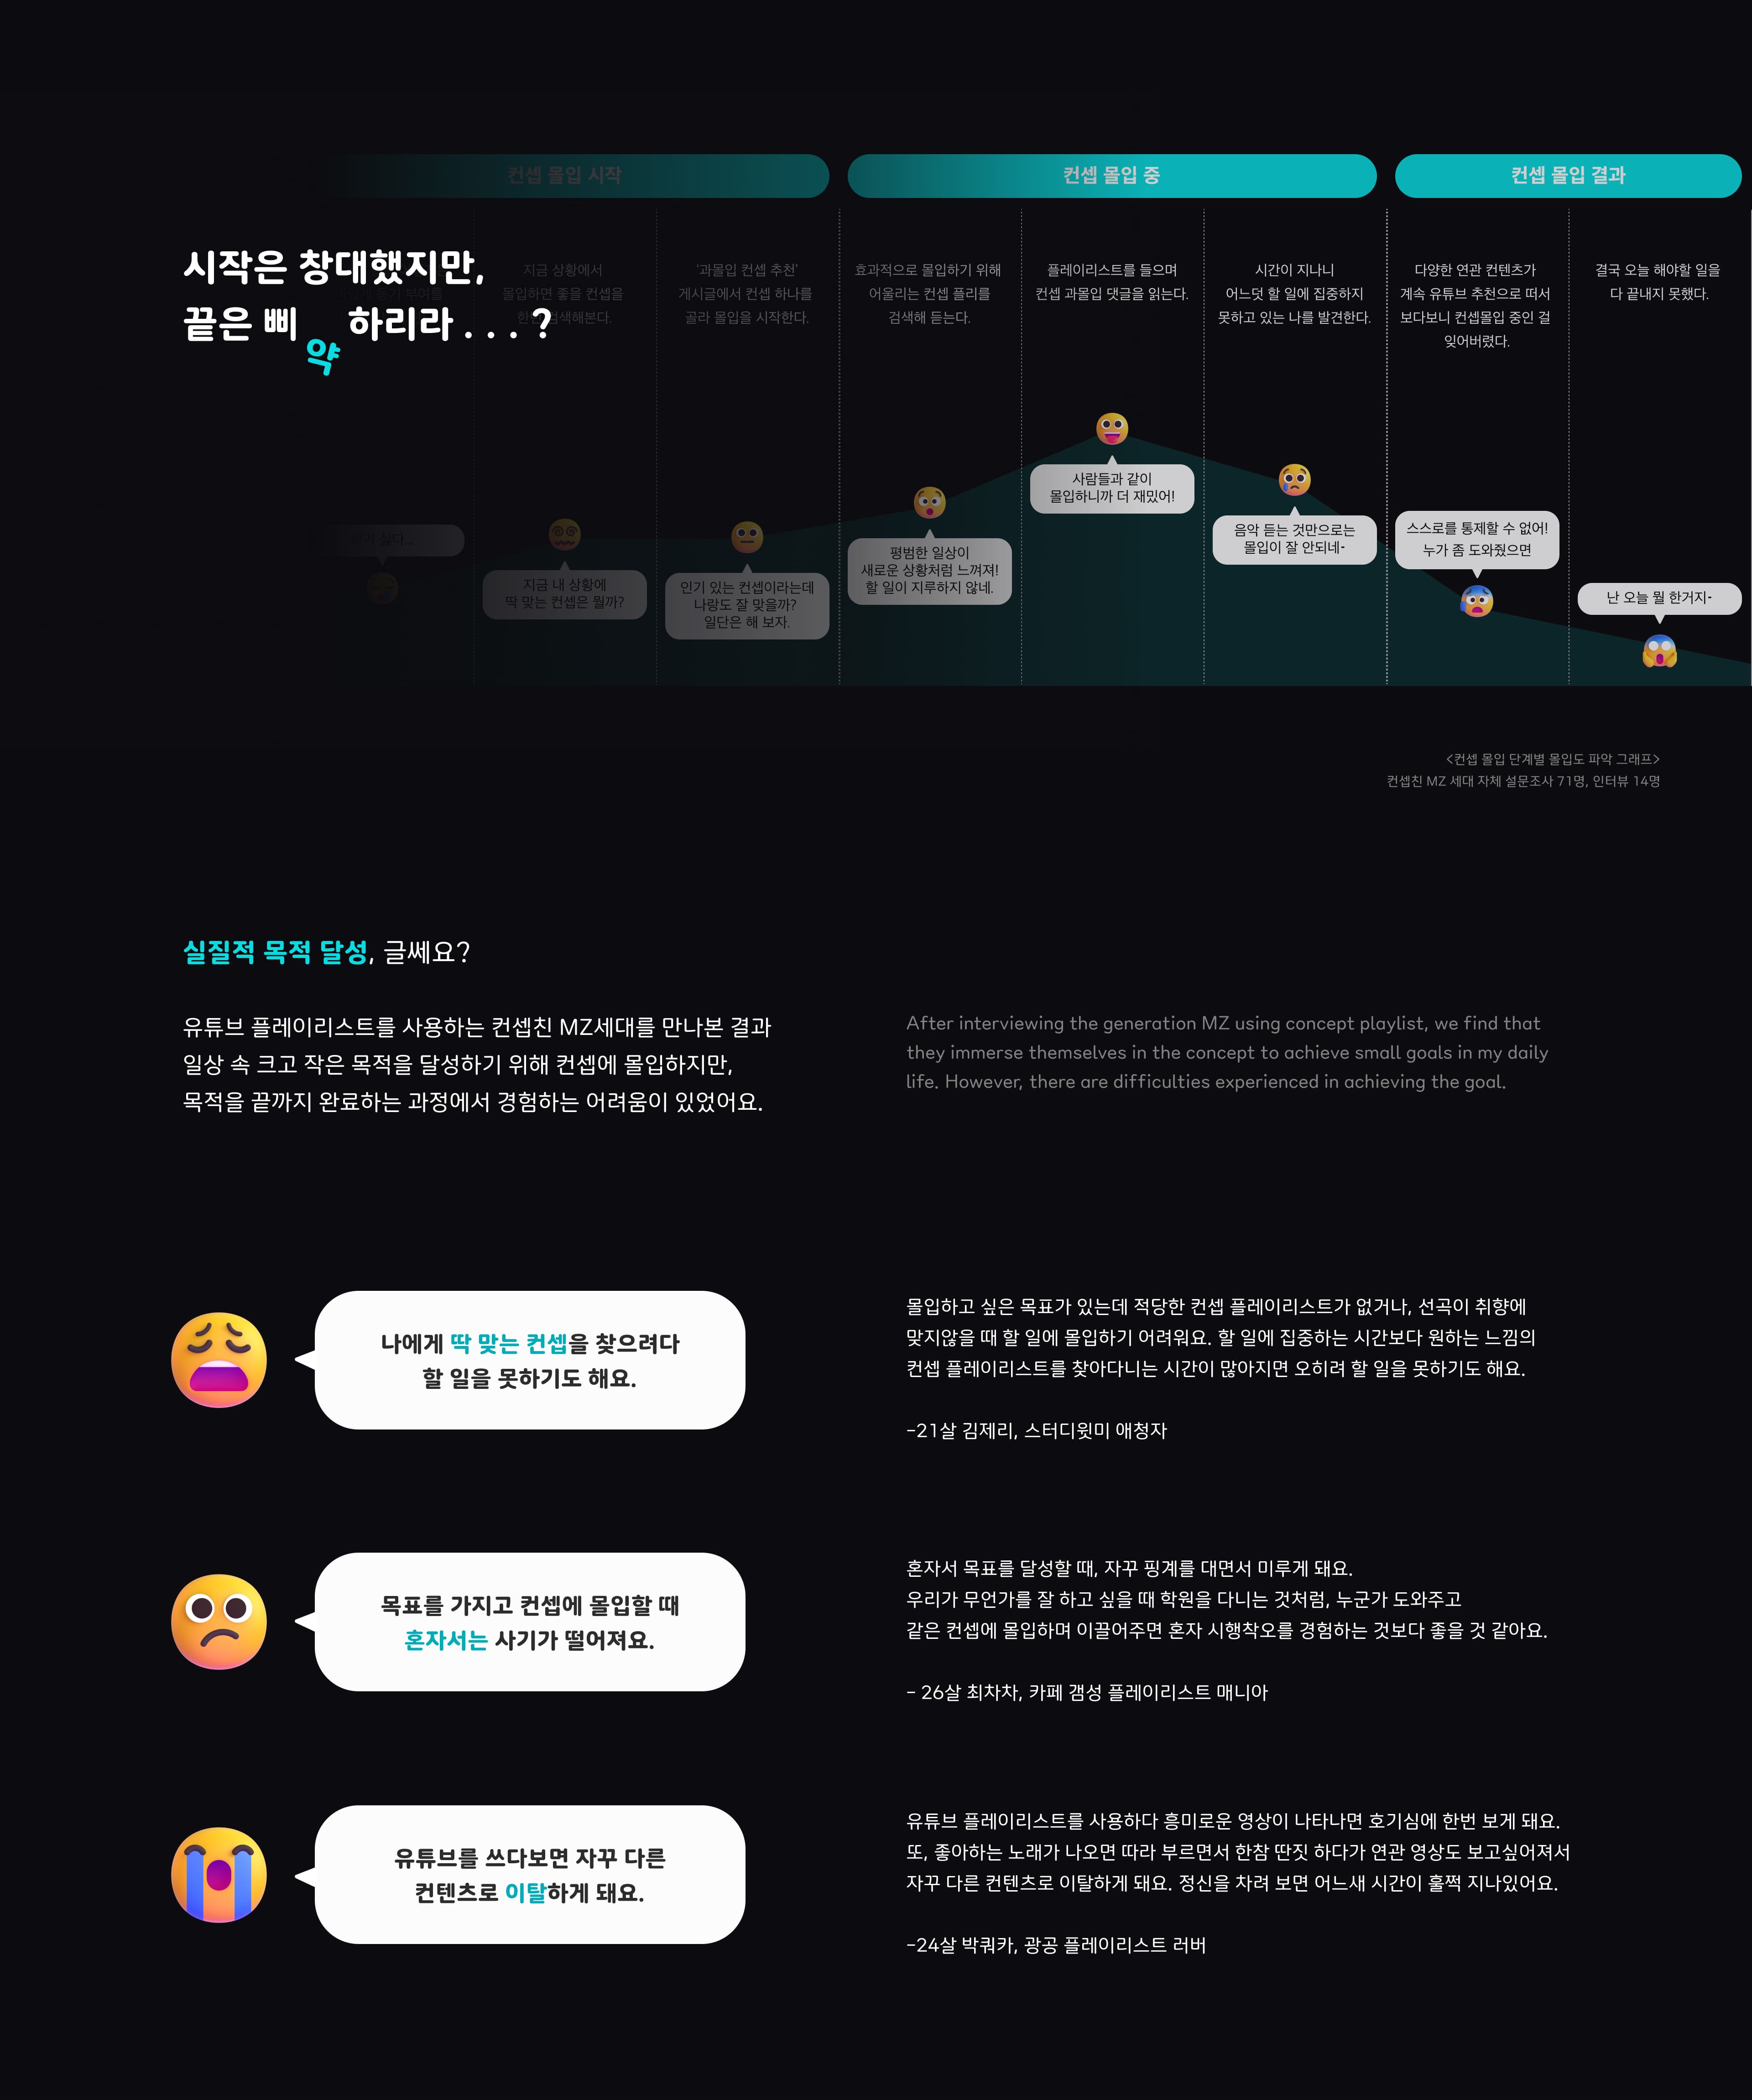 컨셉 몰입 시작
컨셉 몰입 중
컨셉 몰입 결과
시작은 창대했지만,
끝은 삐약하리라 . . . ?
지금 상황에서
몰입하면 좋을 컨셉을
한번 검색해본다.
'과몰입 컨셉 추천'
게시글에서 컨셉 하나를
골라 몰입을 시작한다.
효과적으로 몰입하기 위해
어울리는 컨셉 플리를
검색해 듣는다.
플레이리스트를 들으며
컨셉 과몰입 댓글을 읽는다.
시간이 지나니
어느덧 할 일에 집중하지
못하고 있는 나를 발견한다.
다양한 연관 컨텐츠가
계속 유튜브 추천으로 떠서
보다보니 컨셉몰입 중인 걸
잊어버렸다.
결국 오늘 해야할 일을
다 끝내지 못했다.
싶다...
지금 내 상황에
딱 맞는 컨셉은 뭘까?
인기 있는 컨셉이라는데
나랑도 잘 맞을까?
일단은 해 보자.
평범한 일상이
새로운 상황처럼 느껴져!
할 일이 지루하지 않네.
사람들과 같이
몰입하니까 더 재밌어!
음악 듣는 것만으로는
몰입이 잘 안되네-
스스로를 통제할 수 없어!
누가 좀 도와줬으면
난 오늘 뭘 한거지-
<컨셉 몰입 단계별 몰입도 파악 그래프>
컨셉친 MZ 세대 자체 설문조사 71명, 인터뷰 14명
실질적 목적 달성, 글쎄요?
유튜브 플레이리스트를 사용하는 컨셉친 MZ세대를 만나본 결과
일상 속 크고 작은 목적을 달성하기 위해 컨셉에 몰입하지만,
목적을 끝까지 완료하는 과정에서 경험하는 어려움이 있었어요.
After interviewing the generation MZ using concept playlist, we find that
they immerse themselves in the concept to achieve small goals in my daily
life. However, there are difficulties experienced in achieving the goal.
나에게 딱 맞는 컨셉을 찾으려다
할 일을 못하기도 해요.
몰입하고 싶은 목표가 있는데 적당한 컨셉 플레이리스트가 없거나, 선곡이 취향에
맞지않을 때 할 일에 몰입하기 어려워요. 할 일에 집중하는 시간보다 원하는 느낌의
컨셉 플레이리스트를 찾아다니는 시간이 많아지면 오히려 할 일을 못하기도 해요.
-21살 김제리, 스터디윗미 애청자
목표를 가지고 컨셉에 몰입할 때
혼자서는 사기가 떨어져요.
혼자서 목표를 달성할 때, 자꾸 핑계를 대면서 미루게 돼요.
우리가 무언가를 잘 하고 싶을 때 학원을 다니는 것처럼, 누군가 도와주고
같은 컨셉에 몰입하며 이끌어주면 혼자 시행착오를 경험하는 것보다 좋을 것 같아요.
- 26살 최차차, 카페 갬성 플레이리스트 매니아
유튜브를 쓰다보면 자꾸 다른
컨텐츠로 이탈하게 돼요.
유튜브 플레이리스트를 사용하다 흥미로운 영상이 나타나면 호기심에 한번 보게 돼요.
또, 좋아하는 노래가 나오면 따라 부르면서 한참 딴짓 하다가 연관 영상도 보고싶어져서
자꾸 다른 컨텐츠로 이탈하게 돼요. 정신을 차려 보면 어느새 시간이 훌쩍 지나있어요.
-24살 박쿼카, 광공 플레이리스트 러버